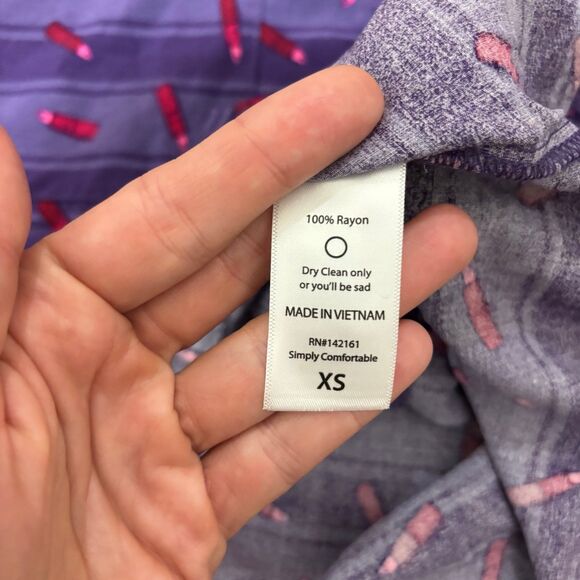 100% Rayon
Dry Clean only
or you'll be sad
MADE IN VIETNAM
RN#142161
Simply Comfortable
XS